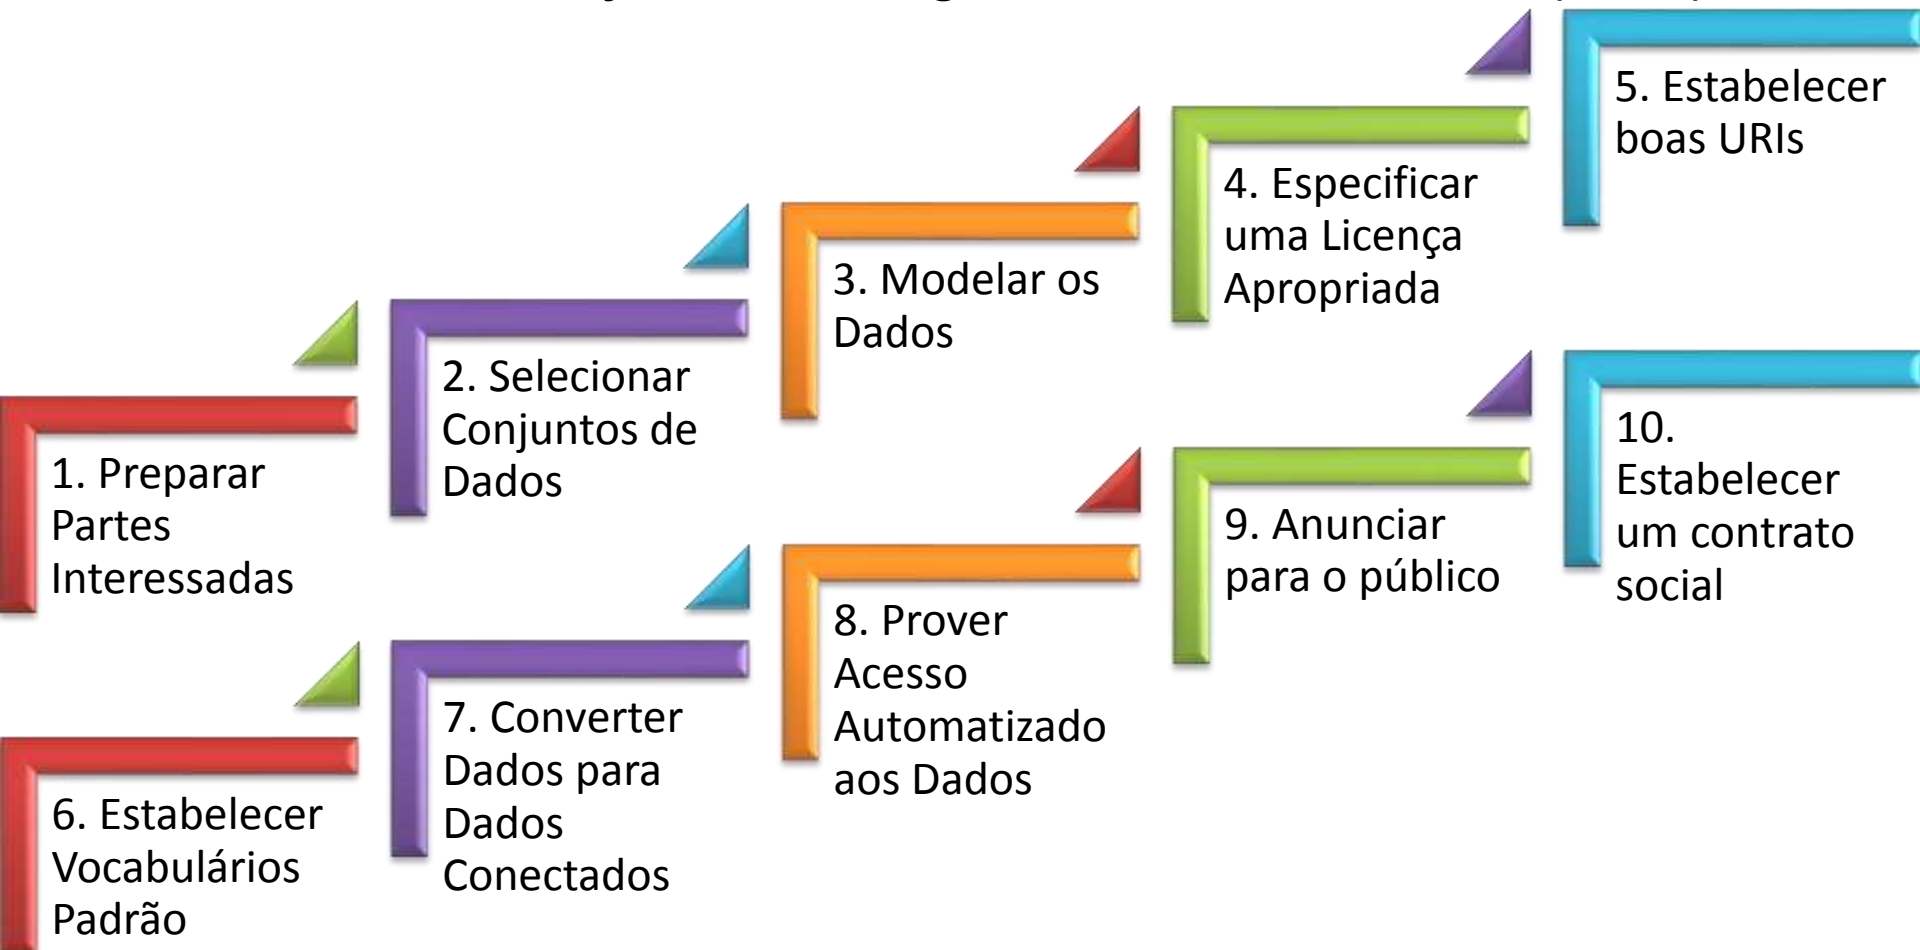 1. Preparar
Partes
Interessadas
2. Selecionar
Conjuntos de
Dados
3. Modelar os
Dados
4. Especificar
uma Licença
Apropriada
5. Estabelecer
boas URIs
6. Estabelecer
Vocabulários
Padrão
7. Converter
Dados para
Dados
Conectados
8. Prover
Acesso
Automatizado
aos Dados
9. Anunciar
para o público
10.
Estabelecer
um contrato
social